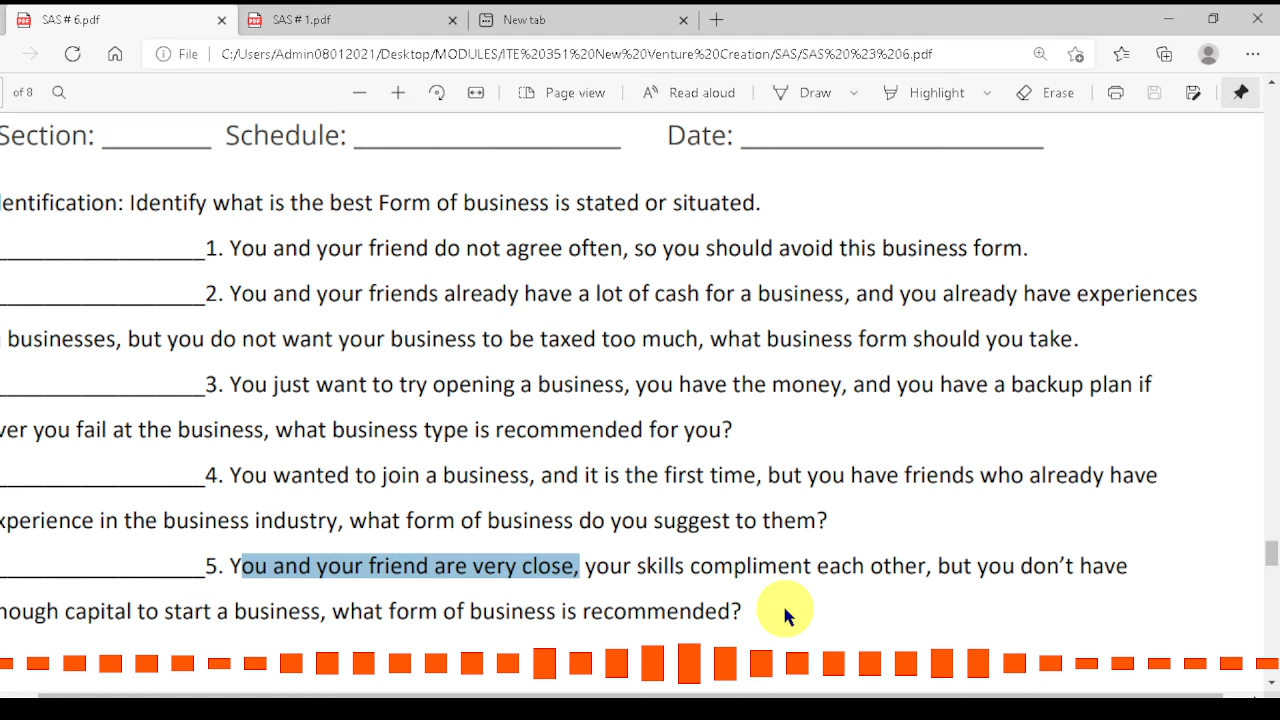 SAS # 6.pdf
SAS # 1.pdf
New tab
File C:/Users/Admin08012021/Desktop/MODULES/ITE%20351%20New%20Venture%20Creation/SAS/SAS%20%23%206.pdf
of 8 Page view Read aloud Draw Highlight Erase
Section: _________ Schedule: ____________________ Date: _______________________
dentification: Identify what is the best Form of business is stated or situated.
__________________1. You and your friend do not agree often, so you should avoid this business form.
__________________2. You and your friends already have a lot of cash for a business, and you already have experiences
businesses, but you do not want your business to be taxed too much, what business form should you take.
__________________3. You just want to try opening a business, you have the money, and you have a backup plan if
ver you fail at the business, what business type is recommended for you?
__________________4. You wanted to join a business, and it is the first time, but you have friends who already have
xperience in the business industry, what form of business do you suggest to them?
__________________5. You and your friend are very close, your skills compliment each other, but you don't have
nough capital to start a business, what form of business is recommended?